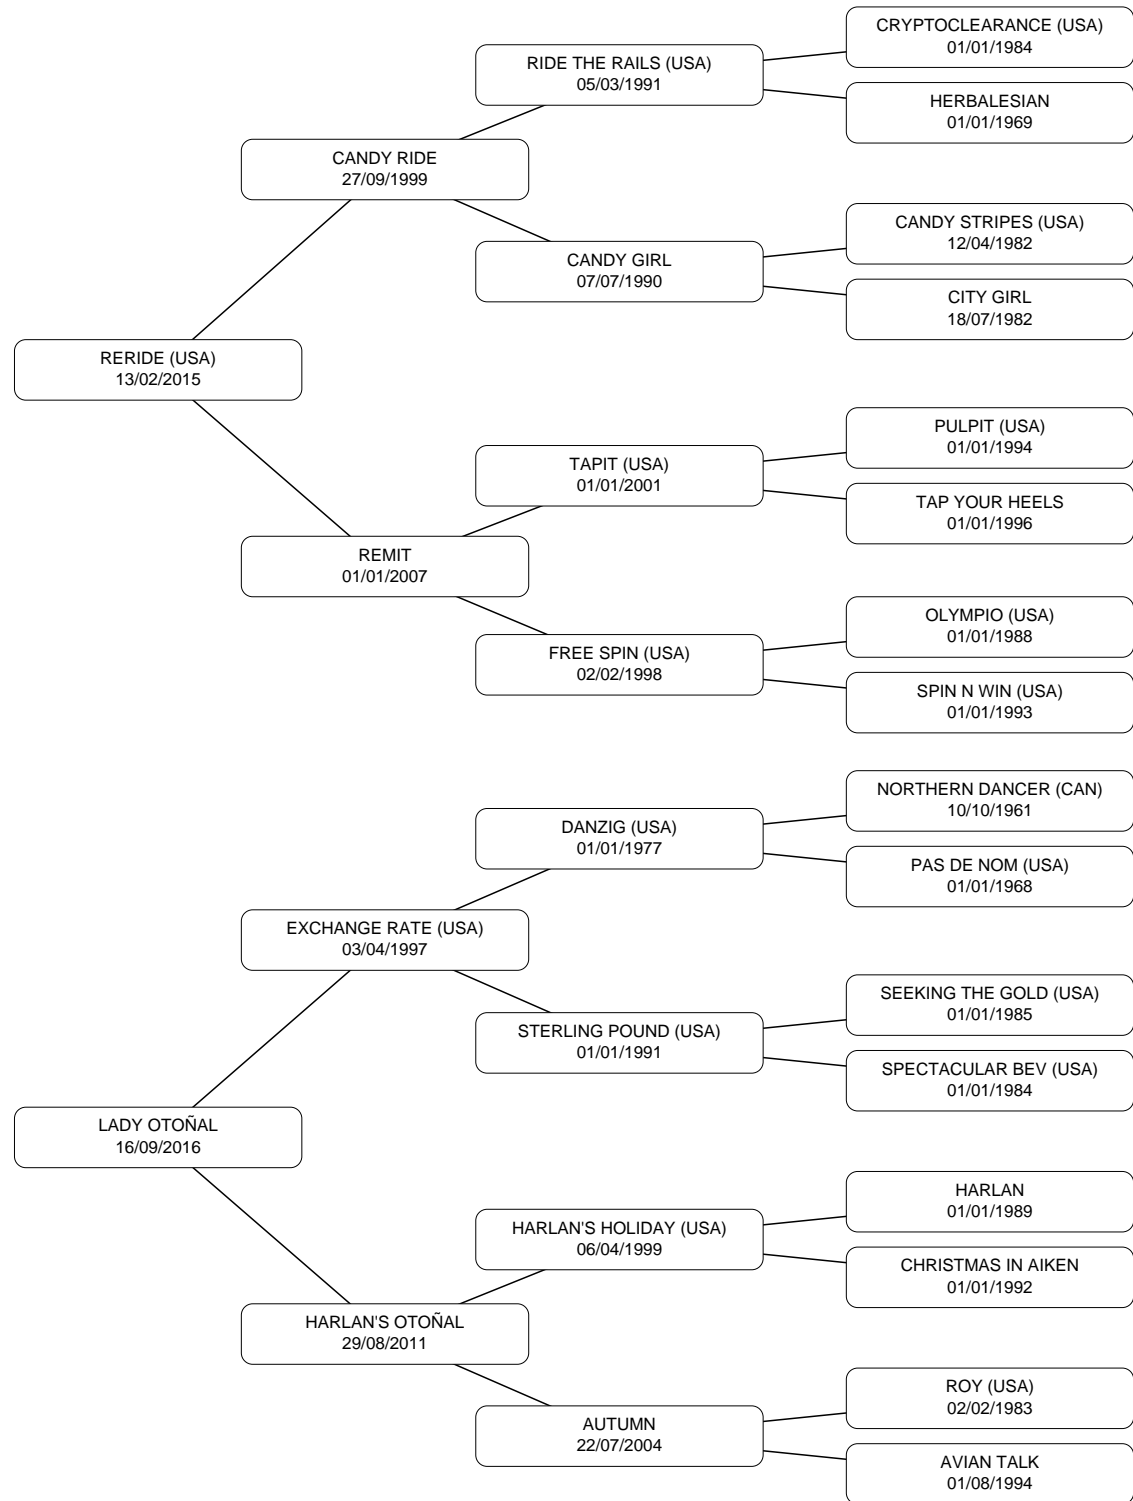 CRYPTOCLEARANCE (USA)
01/01/1984
RIDE THE RAILS (USA)
05/03/1991
HERBALESIAN
01/01/1969
CANDY RIDE
27/09/1999
CANDY STRIPES (USA)
12/04/1982
CANDY GIRL
07/07/1990
CITY GIRL
18/07/1982
RERIDE (USA)
13/02/2015
PULPIT (USA)
01/01/1994
TAPIT (USA)
01/01/2001
TAP YOUR HEELS
01/01/1996
REMIT
01/01/2007
OLYMPIO (USA)
01/01/1988
FREE SPIN (USA)
02/02/1998
SPIN N WIN (USA)
01/01/1993
NORTHERN DANCER (CAN)
10/10/1961
DANZIG (USA)
01/01/1977
PAS DE NOM (USA)
01/01/1968
EXCHANGE RATE (USA)
03/04/1997
SEEKING THE GOLD (USA)
01/01/1985
STERLING POUND (USA)
01/01/1991
SPECTACULAR BEV (USA)
01/01/1984
LADY OTOÑAL
16/09/2016
HARLAN
01/01/1989
HARLAN'S HOLIDAY (USA)
06/04/1999
CHRISTMAS IN AIKEN
01/01/1992
HARLAN'S OTOÑAL
29/08/2011
ROY (USA)
02/02/1983
AUTUMN
22/07/2004
AVIAN TALK
01/08/1994